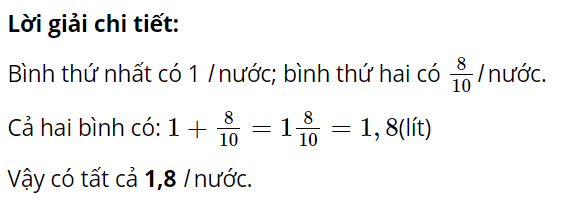 Lời giải chi tiết:
Bình thứ nhất có 1 l nước; bình thứ hai có 8/10 l nước.
Cả hai bình có: 1 + 8/10 = 1 8/10 = 1,8(lít)
Vậy có tất cả 1,8 l nước.